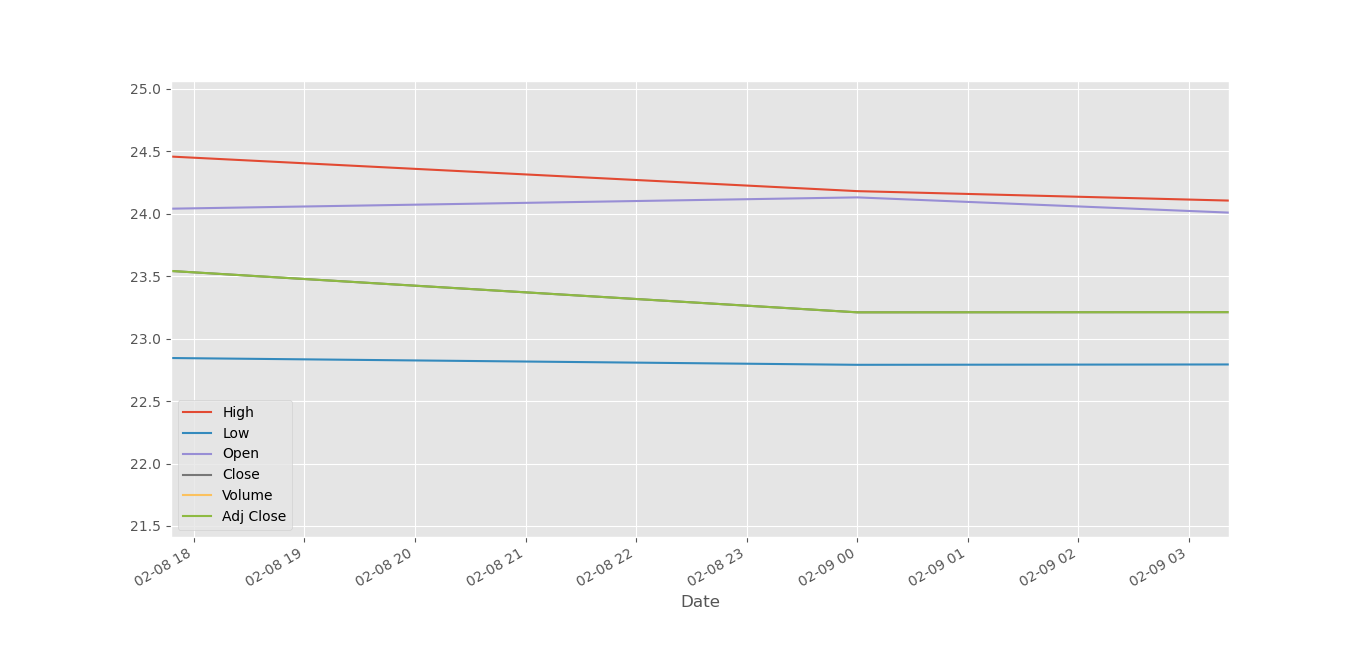 25.0
24.5
24.0
23.5
23.0
22.5
22.0
21.5
High
Low
Open
Close
Volume
Adj Close
02-08 18
02-08 19
02-08 20
02-08 21
02-08 22
02-08 23
02-09 00
02-09 01
02-09 02
02-09 03
Date